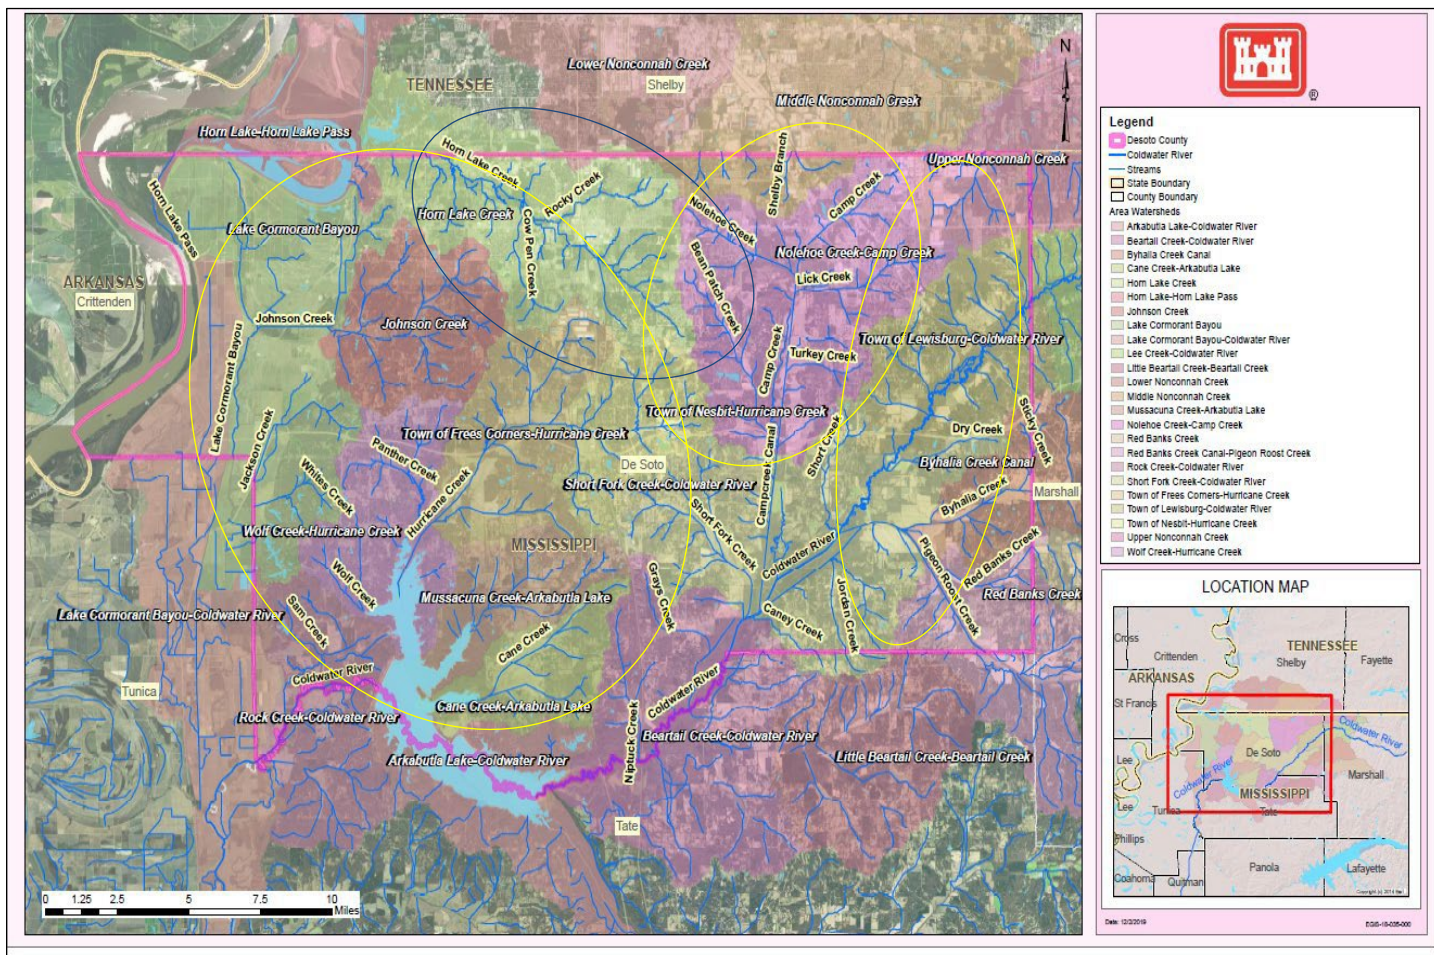 TENNESSEE
Lower Nonconnah Creek
Shelby
N
Middle Nonconnah Creek
Horn Lake-Horn Lake Pass
Horn Lake Creek
Shelby Branch
Upper Nonconnah Creek
Horn Lake Pass
Rocky Creek
Camp Creek
Horn Lake Creek
Nolehoe Creek
Lake Cormorant Bayou
Cow Pen Creek
Bean Patch Creek
Nolehoe Creek-Camp Creek
ARKANSAS
Crittenden
Lick Creek
Johnson Creek
Johnson Creek
Lake Cormorant Bayou
Camp Creek
Turkey Creek
Town of Lewisburg-Coldwater River
Jackson Creek
Town of Nesbit-Hurricane Creek
Short Creek
Sticky Creek
Town of Frees Corners-Hurricane Creek
Dry Creek
Panther Creek
Whites Creek
Hurricane Creek
De Soto
Campcreek Canal
Byhalia Creek Canal
Short Fork Creek-Coldwater River
Marshall
Byhalia Creek
Short Fork Creek
Wolf Creek-Hurricane Creek
MISSISSIPPI
Coldwater River
Pigeon Roost Creek
Red Banks Creek
Wolf Creek
Grays Creek
Jordan Creek
Mussacuna Creek-Arkabutla Lake
Red Banks Creek
Lake Cormorant Bayou-Coldwater River
Sam Creek
Cane Creek
Caney Creek
Coldwater River
Coldwater River
Tunica
Cane Creek-Arkabutla Lake
Rock Creek-Coldwater River
Niptuck Creek
Beartail Creek-Coldwater River
Arkabutla Lake-Coldwater River
Little Beartail Creek-Beartail Creek
Tate
0 1.25 2.5 5 7.5 10
Miles
®
Legend
Desoto County
Coldwater River
Streams
State Boundary
County Boundary
Area Watersheds
Arkabutla Lake-Coldwater River
Beartail Creek-Coldwater River
Byhalia Creek Canal
Cane Creek-Arkabutla Lake
Horn Lake Creek
Horn Lake-Horn Lake Pass
Johnson Creek
Lake Cormorant Bayou
Lake Cormorant Bayou-Coldwater River
Lee Creek-Coldwater River
Little Beartail Creek-Beartail Creek
Lower Nonconnah Creek
Middle Nonconnah Creek
Mussacuna Creek-Arkabutla Lake
Nolehoe Creek-Camp Creek
Red Banks Creek
Red Banks Creek Canal-Pigeon Roost Creek
Rock Creek-Coldwater River
Short Fork Creek-Coldwater River
Town of Frees Corners-Hurricane Creek
Town of Lewisburg-Coldwater River
Town of Nesbit-Hurricane Creek
Upper Nonconnah Creek
Wolf Creek-Hurricane Creek
LOCATION MAP
Cross
Crittenden
TENNESSEE
Shelby
Fayette
ARKANSAS
St Francis
Coldwater River
De Soto
Lee
Marshall
Coldwater River
MISSISSIPPI
Lee
Tunica
Tate
Phillips
Panola
Lafayette
Coahoma
Quitman
Date: 12/2/2019